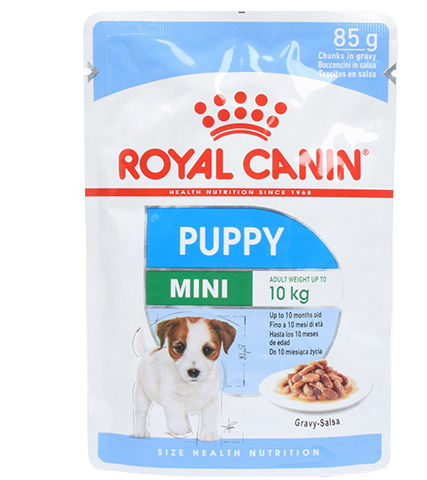 85 g
Chunks in gravy
Bocconcini in salsa
Trocitos en salsa
ROYAL CANIN®
HEALTH NUTRITION SINCE 1968
PUPPY
MINI
ADULT WEIGHT UP TO
10 kg
Up to 10 months old
Fino a 10 mesi di età
Hasta los 10 meses
de edad
Do 10 miesiąca życia
Gravy-Salsa
SIZE HEALTH NUTRITION